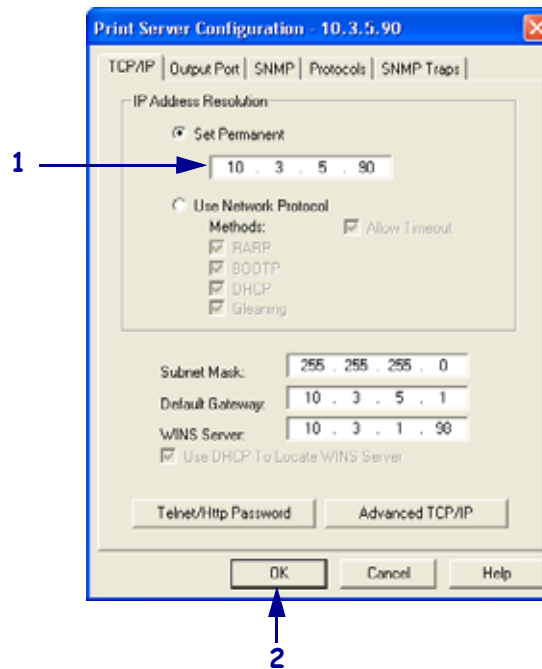 Print Server Configuration - 10.3.5.90
TCP/IP Output Port SNMP Protocols SNMP Traps
IP Address Resolution
Set Permanent
1
10 . 3 . 5 . 90
Use Network Protocol
Methods: Allow Timeout
RARP
BOOTP
DHCP
Gleaning
Subnet Mask: 255 . 255 . 255 . 0
Default Gateway: 10 . 3 . 5 . 1
WINS Server: 10 . 3 . 1 . 98
Use DHCP To Locate WINS Server
Telnet/Http Password Advanced TCP/IP
OK Cancel Help
2